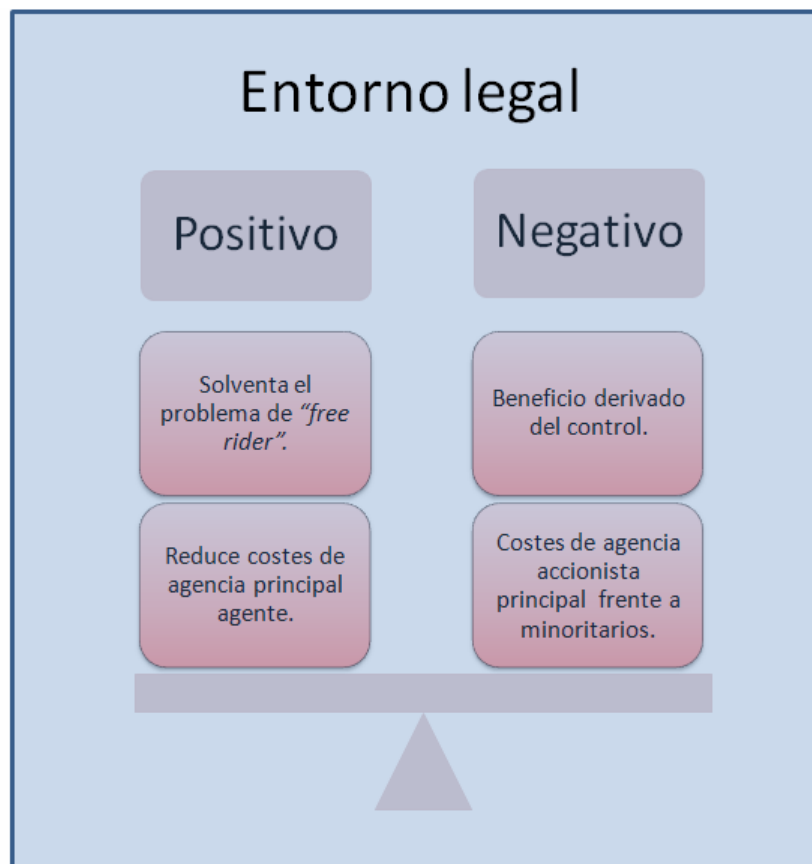 Entorno legal
Positivo
Negativo
Solventa el
problema de “free
rider”.
Beneficio derivado
del control.
Reduce costes de
agencia principal
agente.
Costes de agencia
accionista
principal frente a
minoritarios.